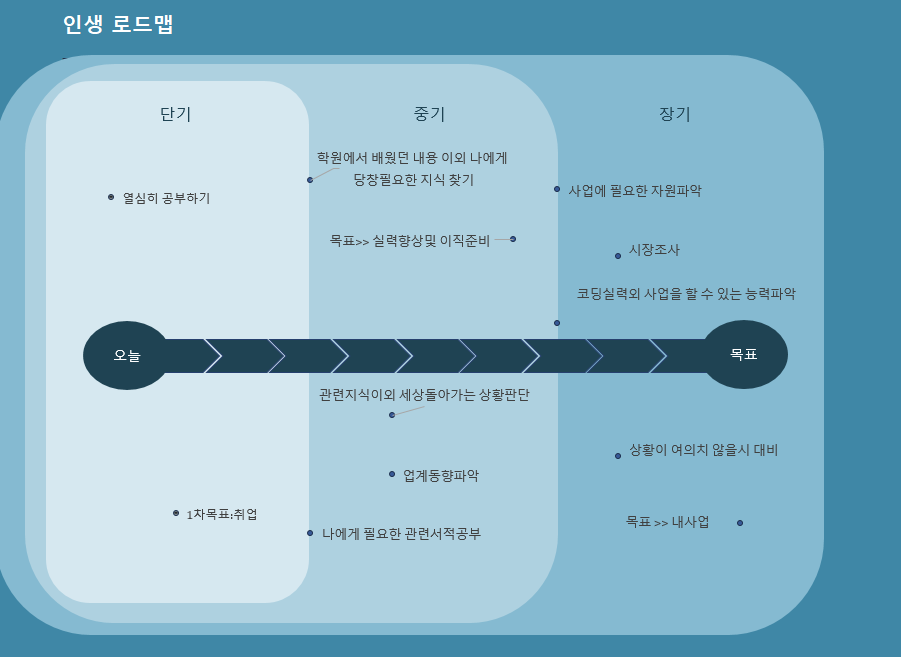 인생 로드맵
단기
중기
장기
학원에서 배웠던 내용 이외 나에게
당창필요한 지식 찾기
열심히 공부하기
사업에 필요한 자원파악
목표>> 실력향상및 이직준비
시장조사
코딩실력외 사업을 할 수 있는 능력파악
오늘
목표
관련지식이외 세상돌아가는 상황판단
상황이 여의치 않을시 대비
업계동향파악
1차목표:취업
목표 >> 내사업
나에게 필요한 관련서적공부